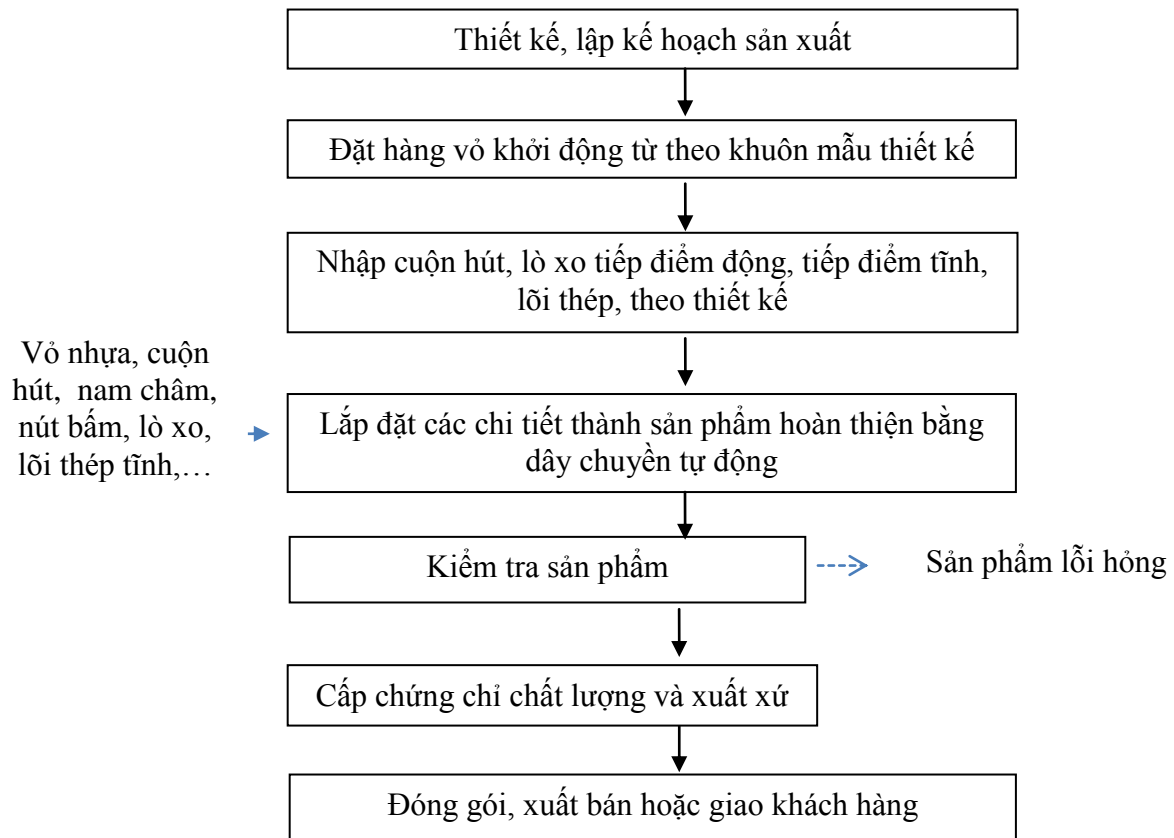 Thiết kế, lập kế hoạch sản xuất
Đặt hàng vỏ khởi động từ theo khuôn mẫu thiết kế
Nhập cuộn hút, lò xo tiếp điểm động, tiếp điểm tĩnh,
lõi thép, theo thiết kế
Vỏ nhựa, cuộn
hút, nam châm,
nút bấm, lò xo,
lõi thép tĩnh,…
Lắp đặt các chi tiết thành sản phẩm hoàn thiện bằng
dây chuyền tự động
Kiểm tra sản phẩm
Sản phẩm lỗi hỏng
Cấp chứng chỉ chất lượng và xuất xứ
Đóng gói, xuất bán hoặc giao khách hàng